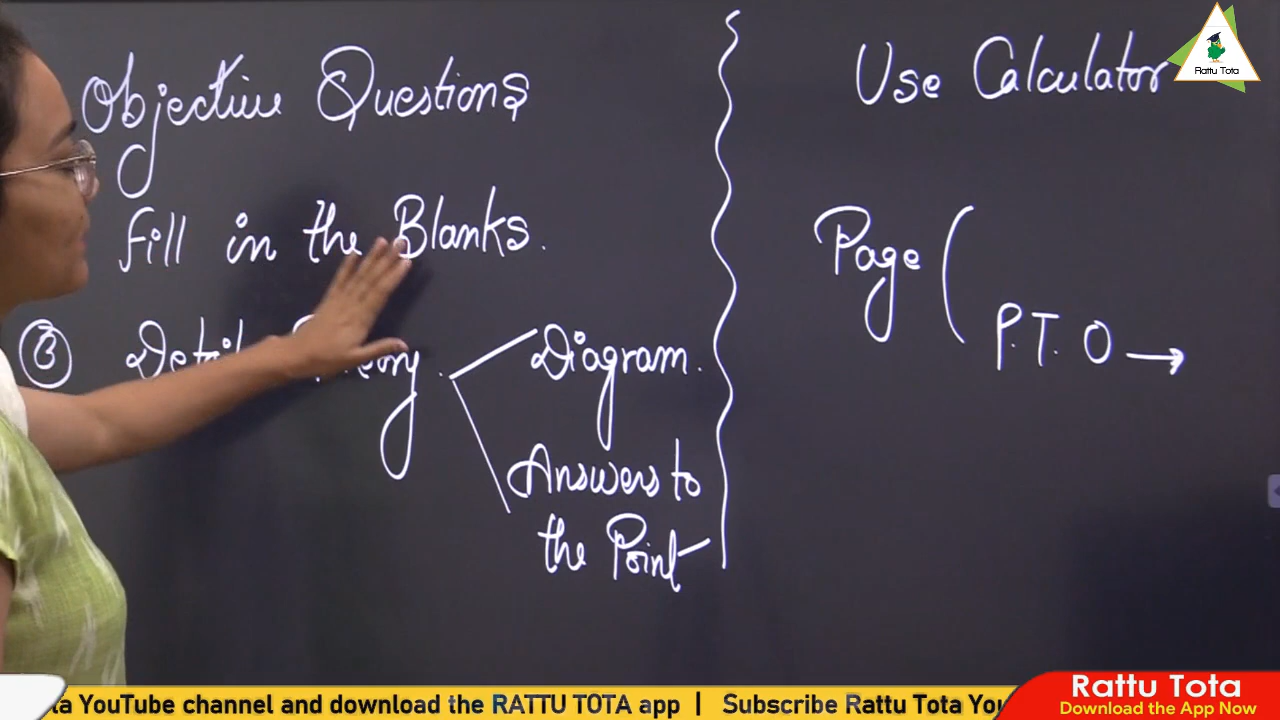 Objective Questions
Fill in the Blanks.
③
Diagram.
Answers to
the Point
Use Calculator
Page (
P.T.O →
Rattu Tota
YouTube channel and download the RATTU TOTA app | Subscribe Rattu Tota
Rattu Tota
Download the App Now